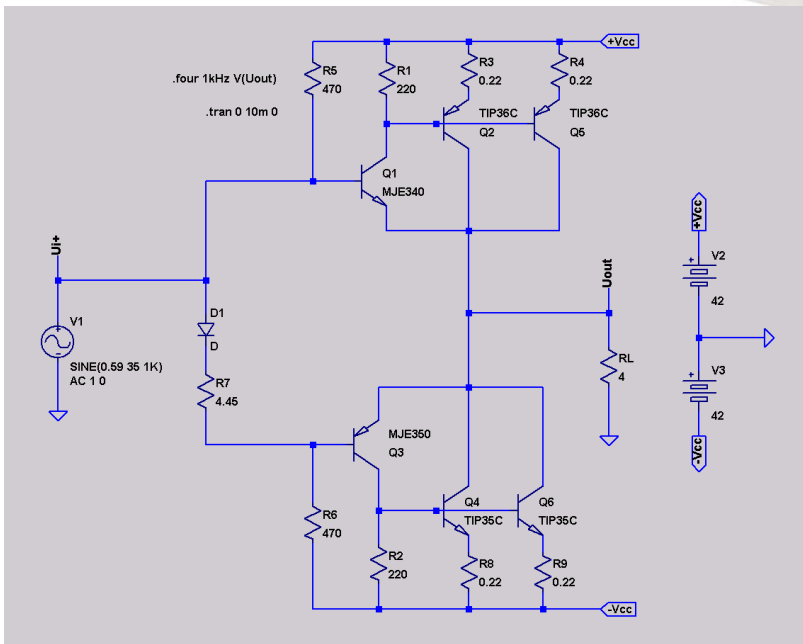 +Vcc
R5
470
R1
220
R3
0.22
R4
0.22
.four 1kHz V(Uout)
.tran 0 10m 0
TIP36C
Q2
TIP36C
Q5
Q1
MJE340
Ui+
V1
SINE(0.59 35 1K)
AC 1 0
D1
D
R7
4.45
Uout
RL
4
+Vcc
V2
42
V3
42
-Vcc
MJE350
Q3
R6
470
R2
220
Q4
TIP35C
Q6
TIP35C
R8
0.22
R9
0.22
-Vcc